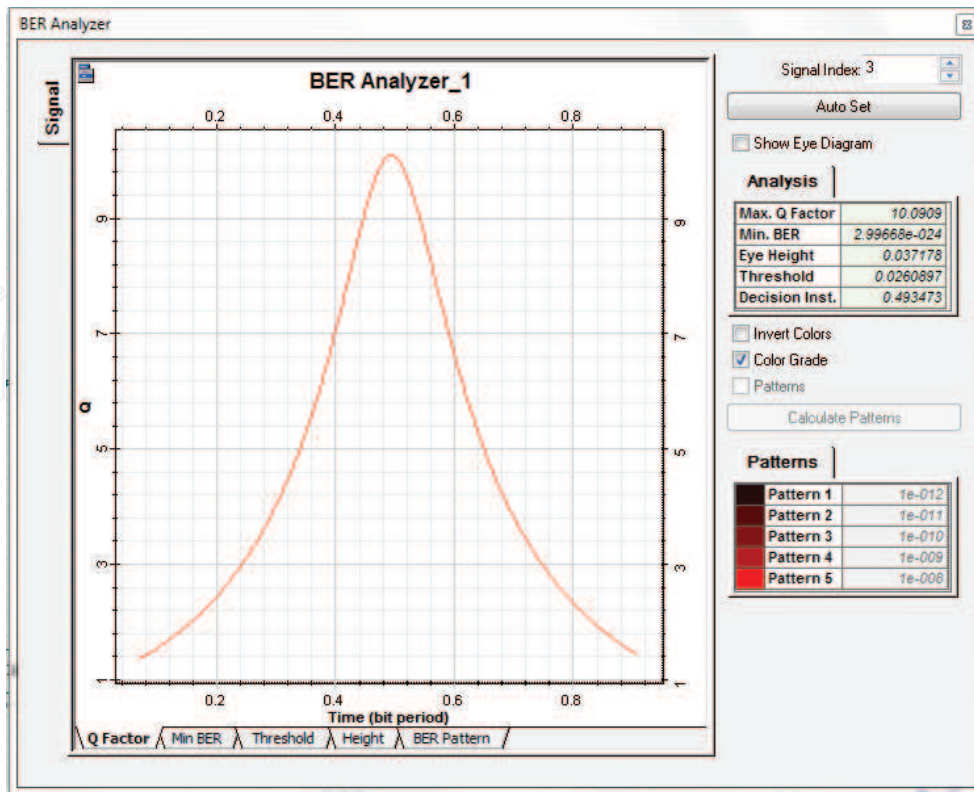 BER Analyzer
Signal
BER Analyzer_1
0.2 0.4 0.6 0.8
9 9
7 7
Q
5 5
3 3
1 1
0.2 0.4 0.6 0.8
Time (bit period)
Q Factor Min BER Threshold Height BER Pattern
Signal Index: 3
Auto Set
Show Eye Diagram
Analysis
Max. Q Factor 10.0909
Min. BER 2.99668e-024
Eye Height 0.037178
Threshold 0.0260897
Decision Inst. 0.493473
Invert Colors
Color Grade
Patterns
Calculate Patterns
Patterns
Pattern 1 1e-012
Pattern 2 1e-011
Pattern 3 1e-010
Pattern 4 1e-009
Pattern 5 1e-008